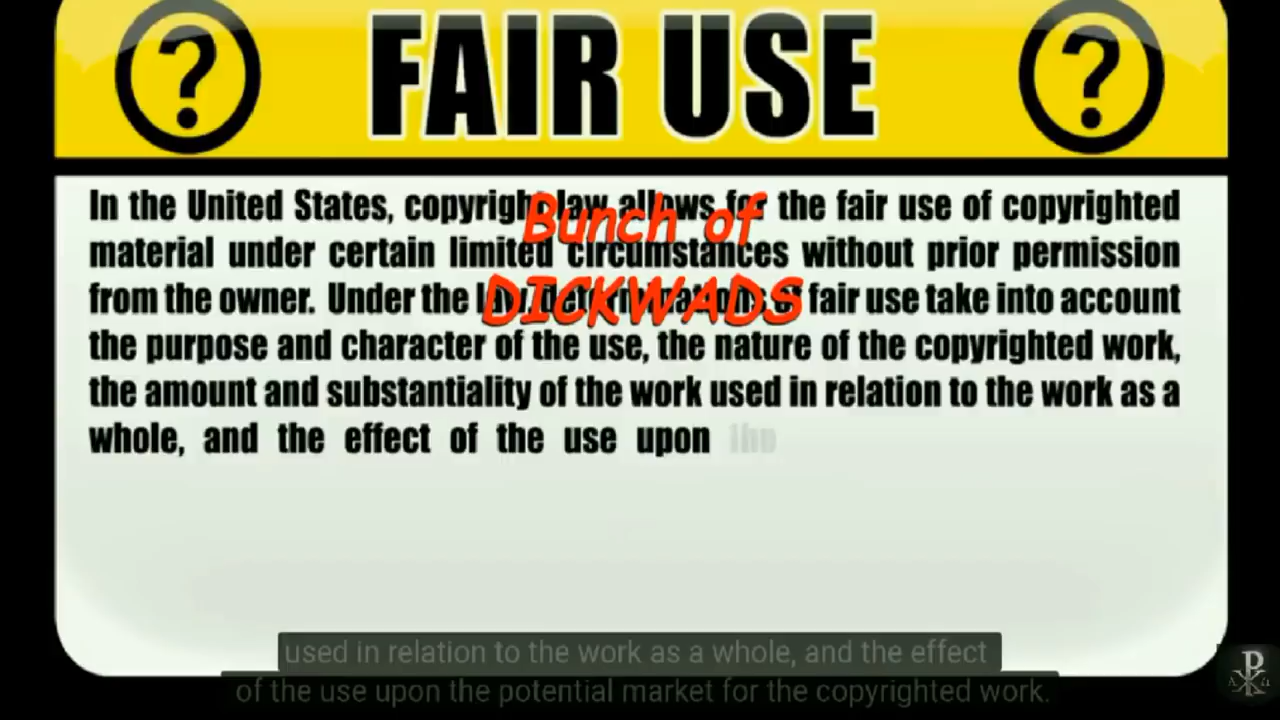 FAIR USE
In the United States, copyright law allows for the fair use of copyrighted
Bunch of
material under certain limited circumstances without prior permission
DICKWADS
from the owner. Under the law, determinations of fair use take into account
the purpose and character of the use, the nature of the copyrighted work,
the amount and substantiality of the work used in relation to the work as a
whole, and the effect of the use upon the
used in relation to the work as a whole, and the effect
of the use upon the potential market for the copyrighted work.